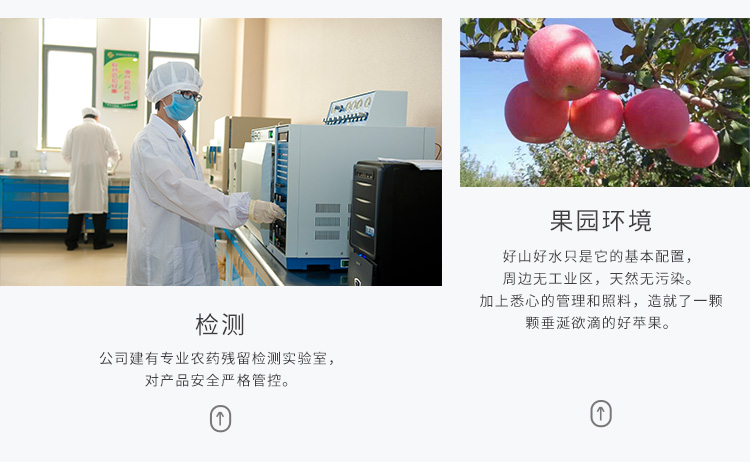 检测
公司建有专业农药残留检测实验室，
对产品安全严格管控。
果园环境
好山好水只是它的基本配置，
周边无工业区，天然无污染。
加上悉心的管理和照料，造就了一颗
颗垂涎欲滴的好苹果。